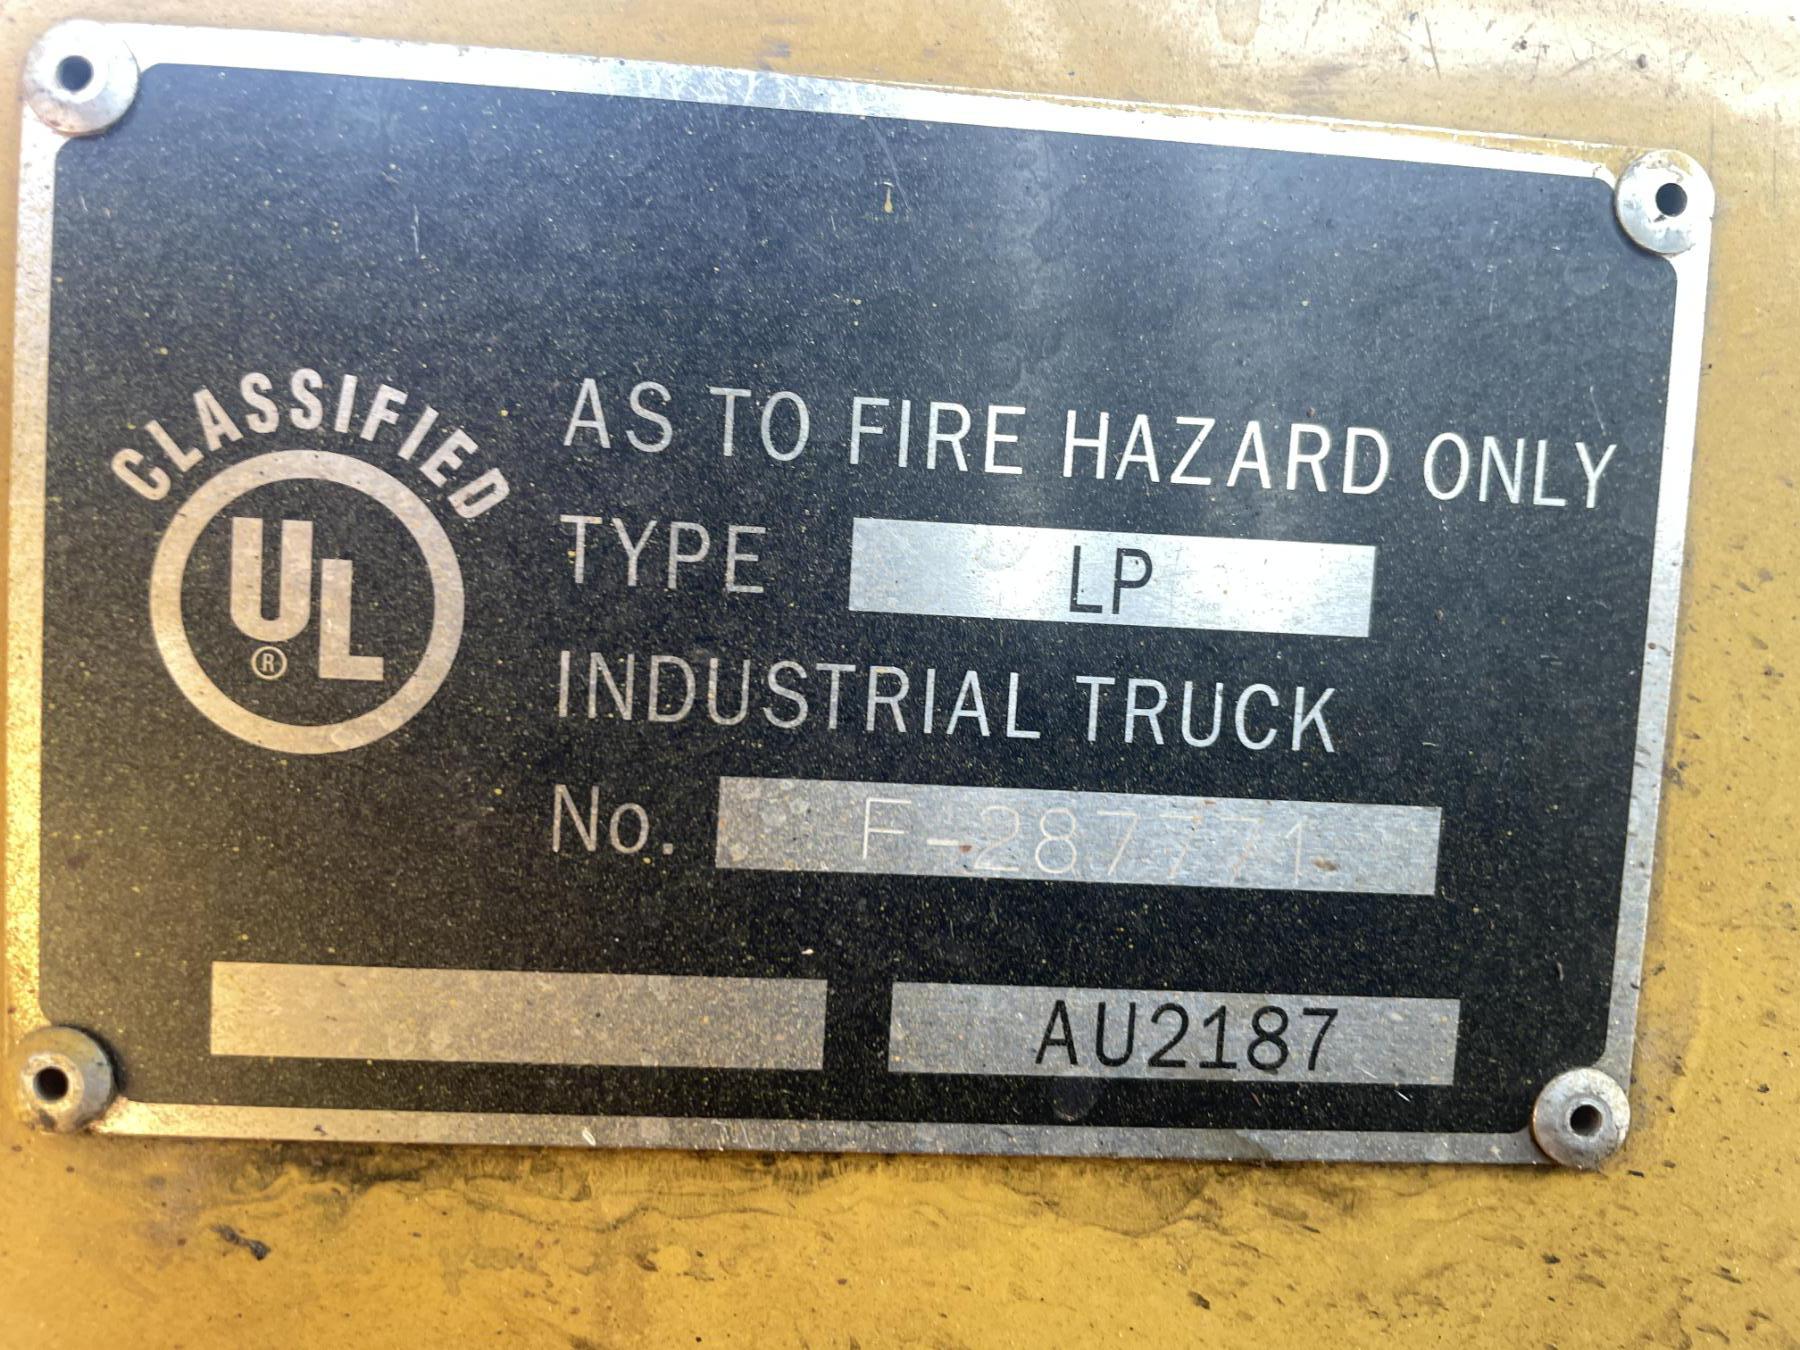 CLASSIFIED
UL
®
AS TO FIRE HAZARD ONLY
TYPE LP
INDUSTRIAL TRUCK
No. F-287771
AU2187